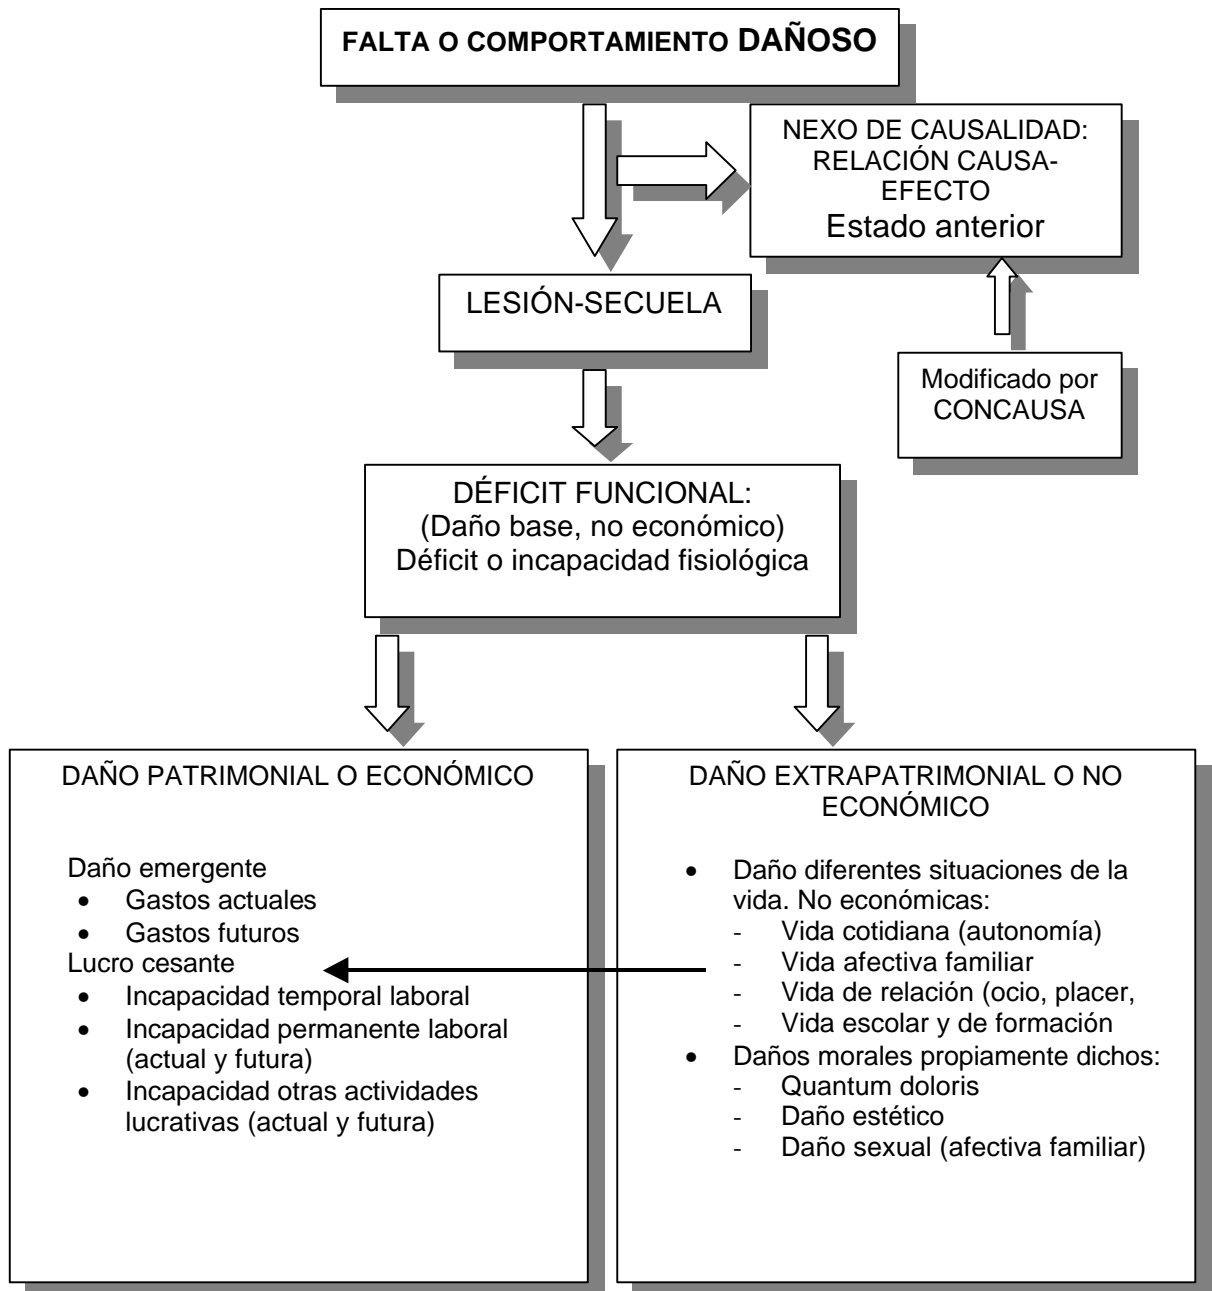 FALTA O COMPORTAMIENTO DAÑOSO
NEXO DE CAUSALIDAD:
RELACIÓN CAUSA-
EFECTO
Estado anterior
LESIÓN-SECUELA
Modificado por
CONCAUSA
DÉFICIT FUNCIONAL:
(Daño base, no económico)
Déficit o incapacidad fisiológica
DAÑO PATRIMONIAL O ECONÓMICO
Daño emergente
• Gastos actuales
• Gastos futuros
Lucro cesante
• Incapacidad temporal laboral
• Incapacidad permanente laboral
(actual y futura)
• Incapacidad otras actividades
lucrativas (actual y futura)
DAÑO EXTRAPATRIMONIAL O NO
ECONÓMICO
• Daño diferentes situaciones de la
vida. No económicas:
- Vida cotidiana (autonomía)
- Vida afectiva familiar
- Vida de relación (ocio, placer,
- Vida escolar y de formación
• Daños morales propiamente dichos:
- Quantum doloris
- Daño estético
- Daño sexual (afectiva familiar)